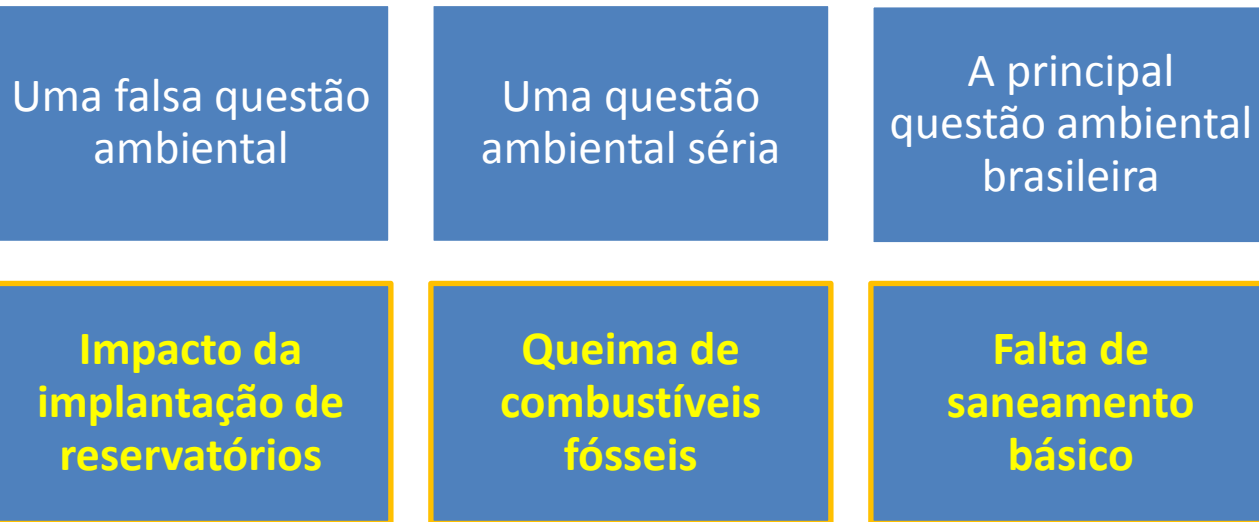 Uma falsa questão
ambiental
Uma questão
ambiental séria
A principal
questão ambiental
brasileira
Impacto da
implantação de
reservatórios
Queima de
combustíveis
fósseis
Falta de
saneamento
básico